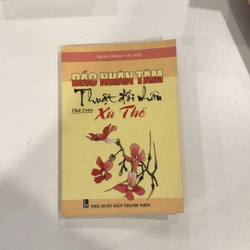 ĐẮC NHÂN TÂM
Thuật đối nhân
Xử Thế
NHÀ XUẤT BẢN THANH NIÊN